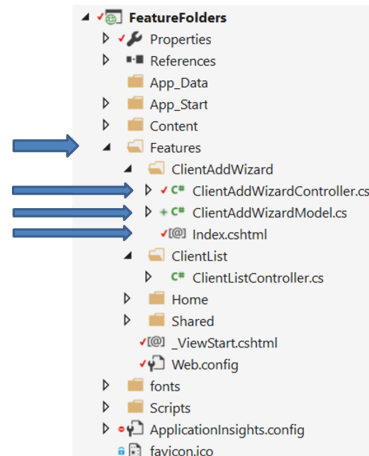 FeatureFolders
Properties
References
App_Data
App_Start
Content
Features
ClientAddWizard
C# ClientAddWizardController.cs
C# ClientAddWizardModel.cs
[@] Index.cshtml
ClientList
C# ClientListController.cs
Home
Shared
[@] _ViewStart.cshtml
Web.config
fonts
Scripts
ApplicationInsights.config
favicon.ico